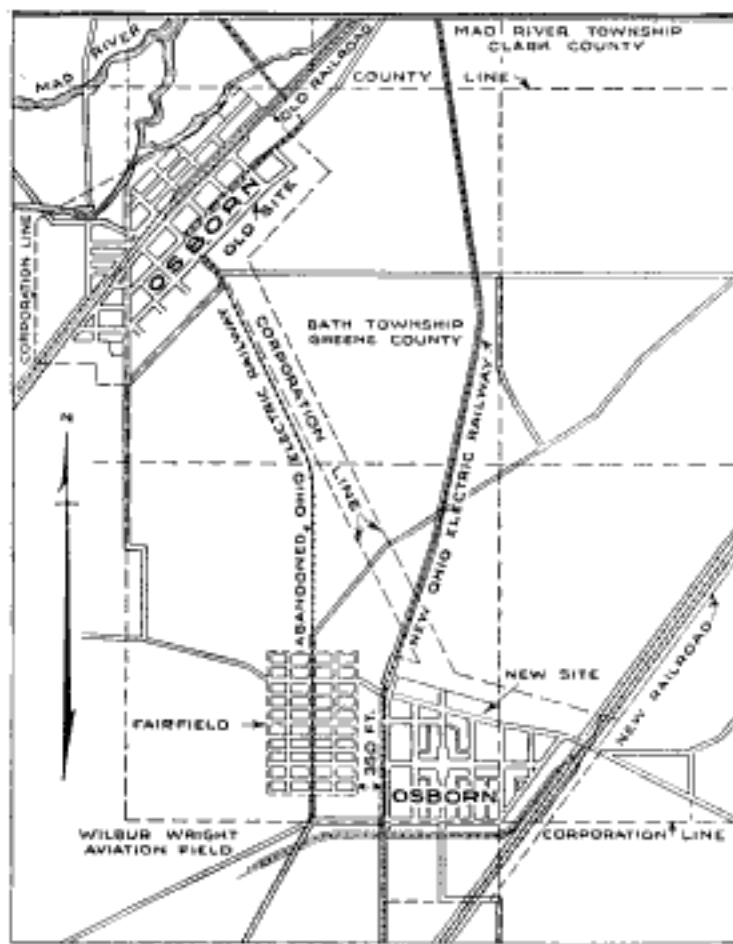 MAD RIVER TOWNSHIP
CLARK COUNTY
MAD RIVER
OLD RAILROAD
COUNTY LINE
OSBORN
OLD SITE
CORPORATION LINE
BATH TOWNSHIP
GREENE COUNTY
CORPORATION LINE
ABANDONED OHIO ELECTRIC RAILWAY
NEW OHIO ELECTRIC RAILWAY
N
NEW SITE
NEW RAILROAD
FAIRFIELD
350 FT.
OSBORN
WILBUR WRIGHT
AVIATION FIELD
CORPORATION LINE